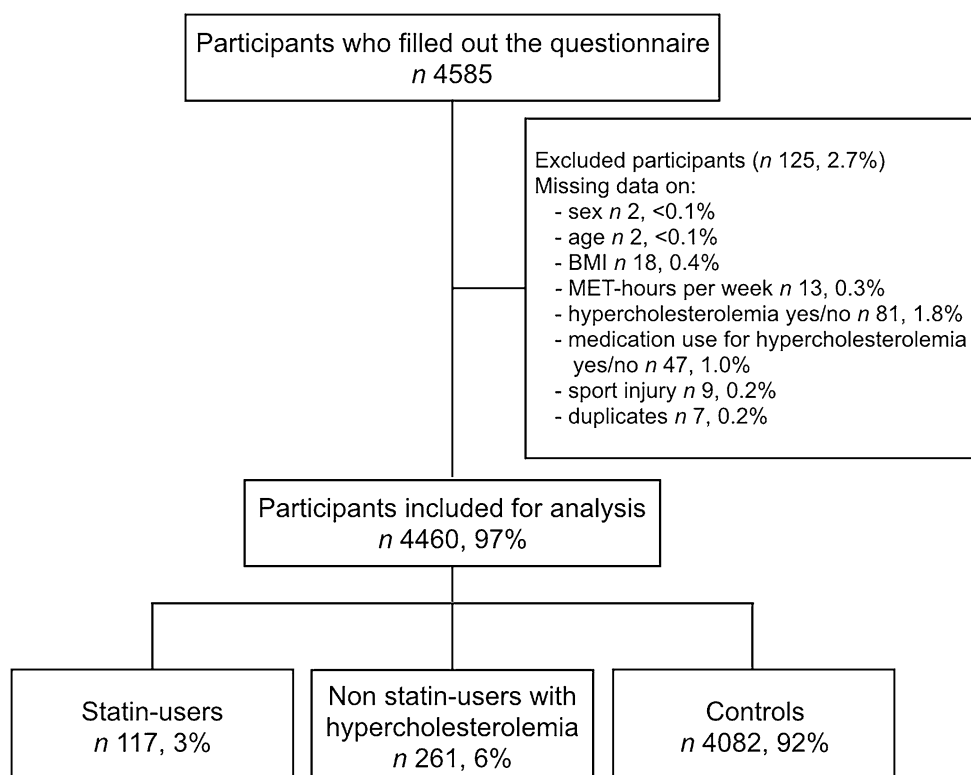 Participants who filled out the questionnaire
n 4585
Excluded participants (n 125, 2.7%)
Missing data on:
- sex n 2, <0.1%
- age n 2, <0.1%
- BMI n 18, 0.4%
- MET-hours per week n 13, 0.3%
- hypercholesterolemia yes/no n 81, 1.8%
- medication use for hypercholesterolemia
yes/no n 47, 1.0%
- sport injury n 9, 0.2%
- duplicates n 7, 0.2%
Participants included for analysis
n 4460, 97%
Statin-users
n 117, 3%
Non statin-users with
hypercholesterolemia
n 261, 6%
Controls
n 4082, 92%